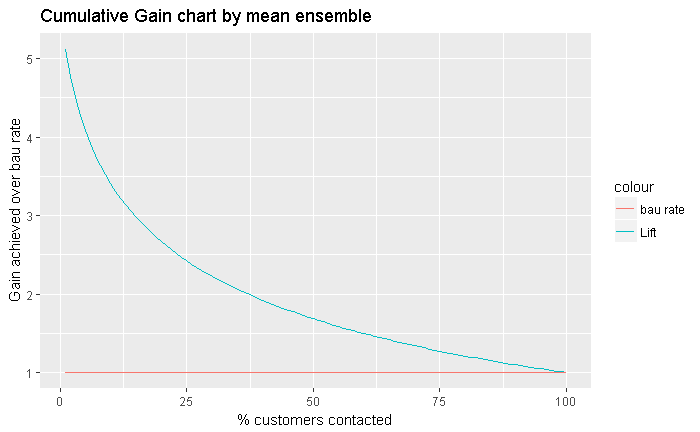 Cumulative Gain chart by mean ensemble
Gain achieved over bau rate
5
4
3
2
1
0
25
50
75
100
% customers contacted
colour
bau rate
Lift